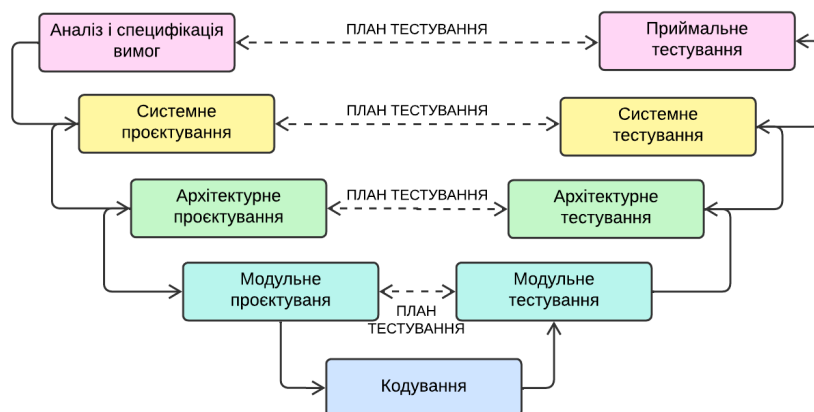 Аналіз і специфікація
вимог
ПЛАН ТЕСТУВАННЯ
Приймальне
тестування
Системне
проєктування
ПЛАН ТЕСТУВАННЯ
Системне
тестування
Архітектурне
проєктування
ПЛАН ТЕСТУВАННЯ
Архітектурне
тестування
Модульне
проєктуваня
ПЛАН
ТЕСТУВАННЯ
Модульне
тестування
Кодування